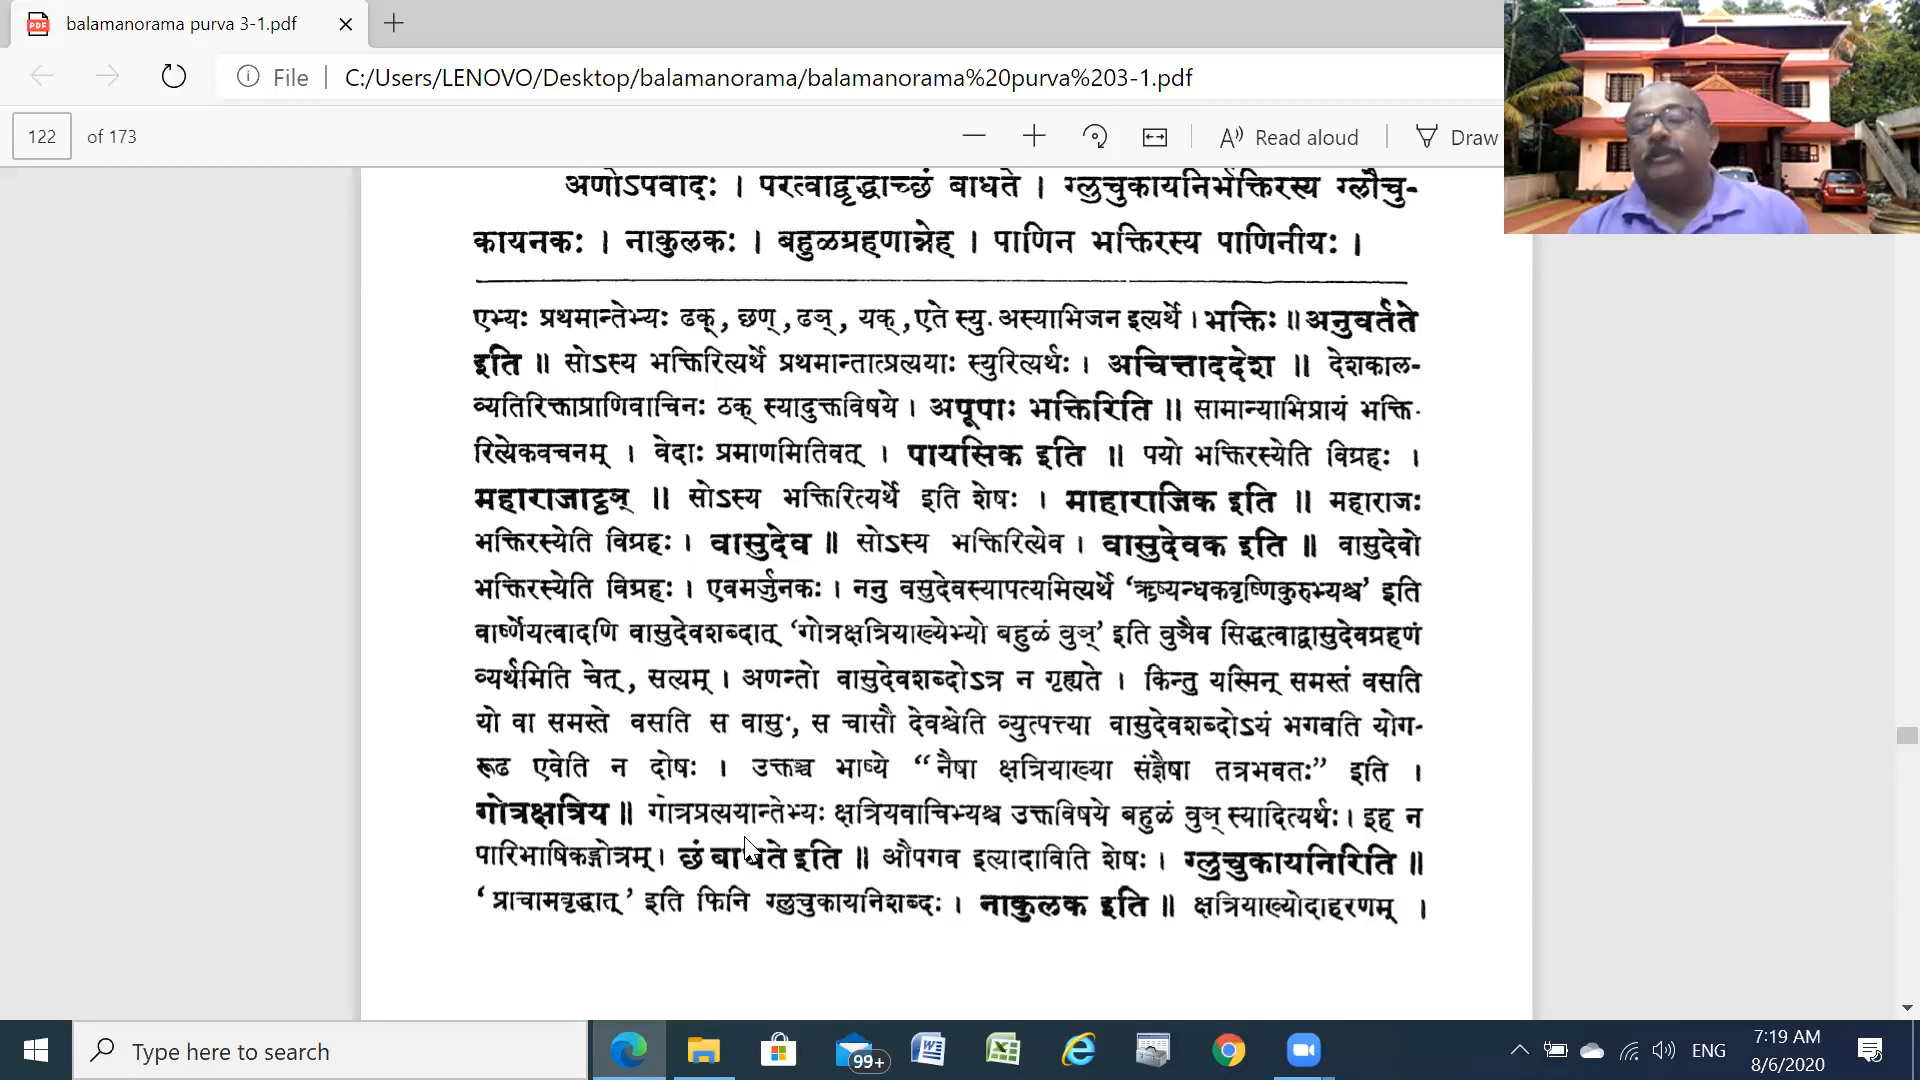 balamanorama purva 3-1.pdf
File
C:/Users/LENOVO/Desktop/balamanorama/balamanorama%20purva%203-1.pdf
122 of 173
Read aloud
Draw
अणोऽपवादः । परत्वाद्वृद्धाच्छं बाधते । ग्लुचुकायनिर्भक्तिरस्य ग्लौचु-
कायनकः । नाकुलकः । बहुळग्रहणान्नेह । पाणिन भक्तिरस्य पाणिनीयः ।
एभ्यः प्रथमान्तेभ्यः ढक्, छण्, ढञ्, यक्, एते स्यु. अस्याभिजन इत्यर्थे । भक्तिः ॥ अनुवर्तते
इति ॥ सोऽस्य भक्तिरित्यर्थे प्रथमान्तात्प्रत्ययाः स्युरित्यर्थः । अचित्ताददेश ॥ देशकाल-
व्यतिरिक्ताप्राणिवाचिनः ठक् स्यादुक्तविषये । अपूपाः भक्तिरिति ॥ सामान्याभिप्रायं भक्ति-
रित्येकवचनम् । वेदाः प्रमाणमितिवत् । पायसिक इति ॥ पयो भक्तिरस्येति विग्रहः ।
महाराजाट्ठञ् ॥ सोऽस्य भक्तिरित्यर्थे इति शेषः । माहाराजिक इति ॥ महाराजः
भक्तिरस्येति विग्रहः । वासुदेव ॥ सोऽस्य भक्तिरित्येव । वासुदेवक इति ॥ वासुदेवो
भक्तिरस्येति विग्रहः । एवमर्जुनकः । ननु वसुदेवस्यापत्यमित्यर्थे ‘ऋष्यन्धकवृष्णिकुरुभ्यश्च’ इति
वार्ष्णेयत्वादणि वासुदेवशब्दात् ‘गोत्रक्षत्रियाख्येभ्यो बहुळं वुञ्’ इति वुञैव सिद्धत्वाद्वासुदेवग्रहणं
व्यर्थमिति चेत्, सत्यम् । अणन्तो वासुदेवशब्दोऽत्र न गृह्यते । किन्तु यस्मिन् समस्तं वसति
यो वा समस्ते वसति स वासुः, स चासौ देवश्चेति व्युत्पत्त्या वासुदेवशब्दोऽयं भगवति योग-
रूढ एवेति न दोषः । उक्तञ्च भाष्ये “नैषा क्षत्रियाख्या संज्ञैषा तत्रभवतः” इति ।
गोत्रक्षत्रिय ॥ गोत्रप्रत्ययान्तेभ्यः क्षत्रियवाचिभ्यश्च उक्तविषये बहुळं वुञ् स्यादित्यर्थः । इह न
पारिभाषिकङ्गोत्रम् । छं बाधते इति ॥ औपगव इत्यादाविति शेषः । ग्लुचुकायनिरिति ॥
‘प्राचामवृद्धात्’ इति फिनि ग्लुचुकायनिशब्दः । नाकुलक इति ॥ क्षत्रियाख्योदाहरणम् ।
Type here to search
99+
ENG
7:19 AM
8/6/2020